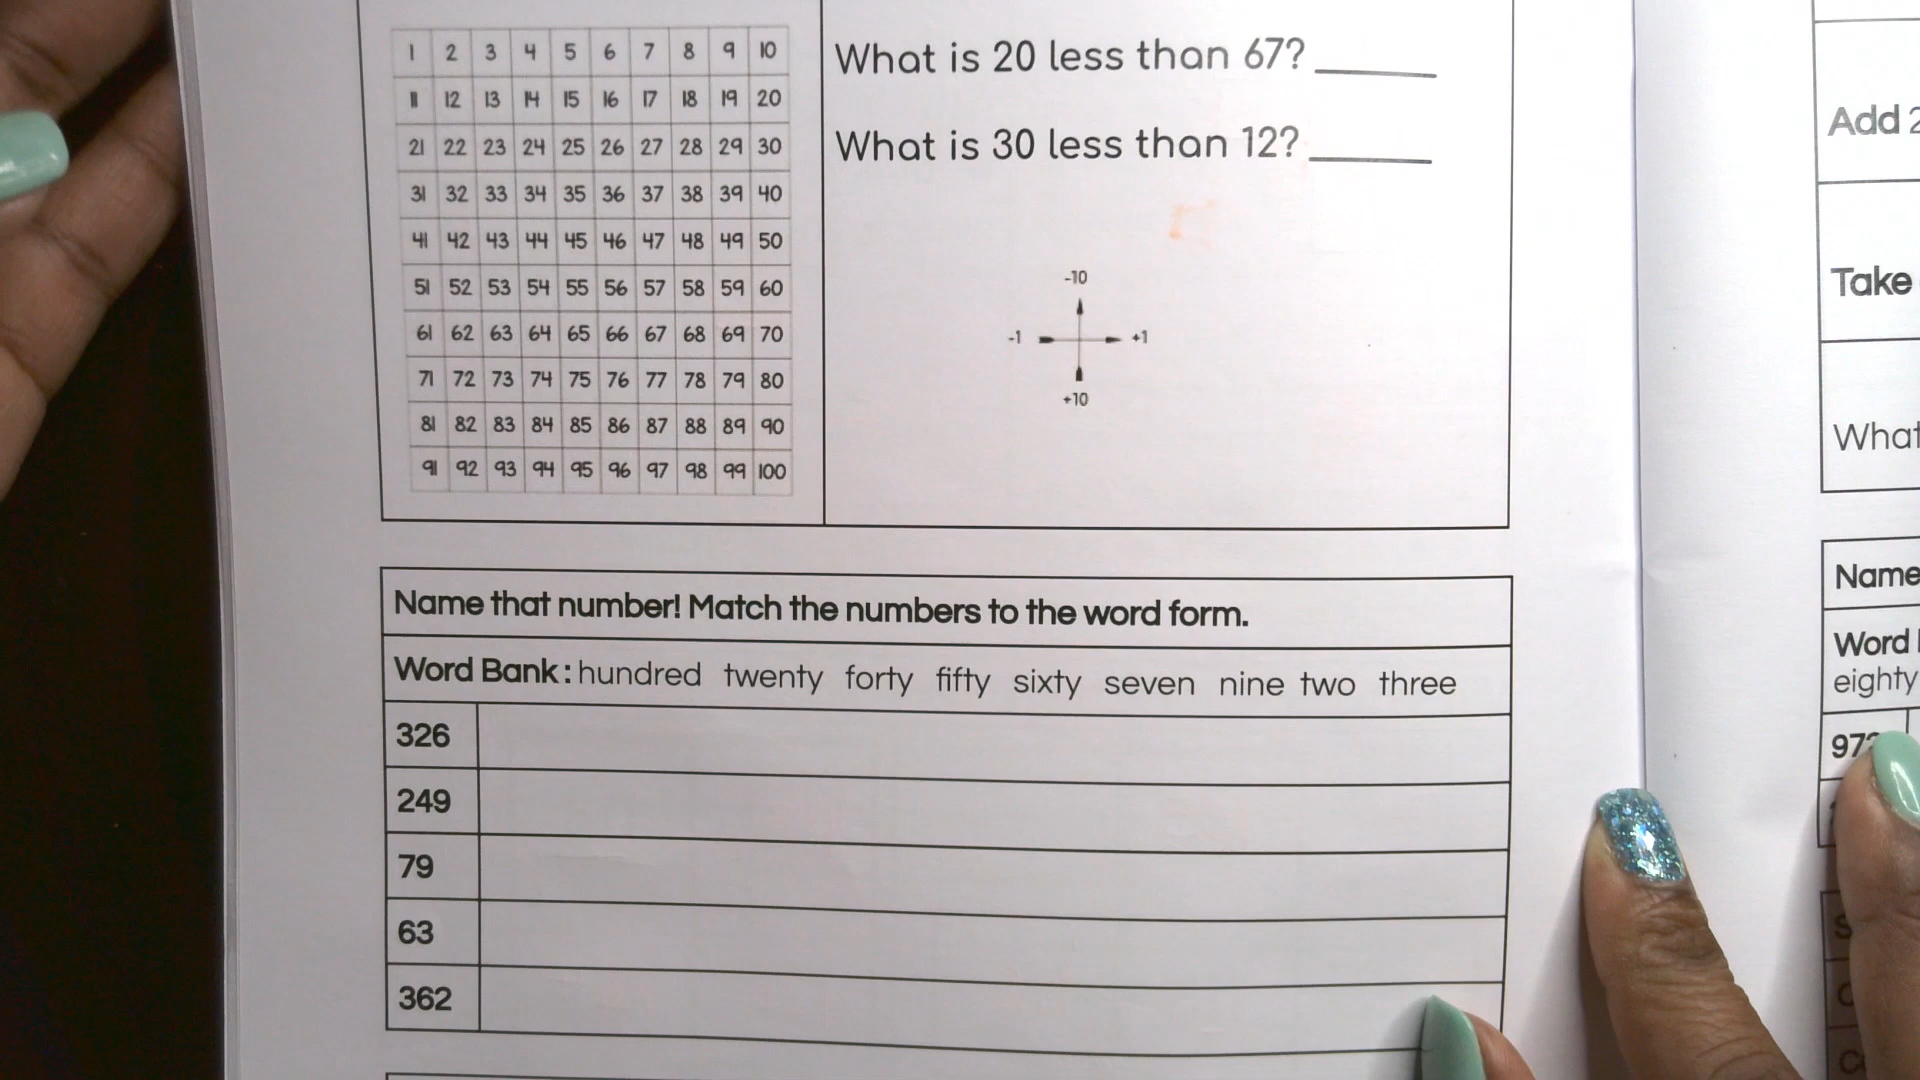 1 2 3 4 5 6 7 8 9 10
11 12 13 14 15 16 17 18 19 20
21 22 23 24 25 26 27 28 29 30
31 32 33 34 35 36 37 38 39 40
41 42 43 44 45 46 47 48 49 50
51 52 53 54 55 56 57 58 59 60
61 62 63 64 65 66 67 68 69 70
71 72 73 74 75 76 77 78 79 80
81 82 83 84 85 86 87 88 89 90
91 92 93 94 95 96 97 98 99 100
What is 20 less than 67? ______
What is 30 less than 12? ______
-10
-1 +1
+10
Name that number! Match the numbers to the word form.
Word Bank: hundred twenty forty fifty sixty seven nine two three
326
249
79
63
362
Add 2
Take
What
Name
Word
eighty
97